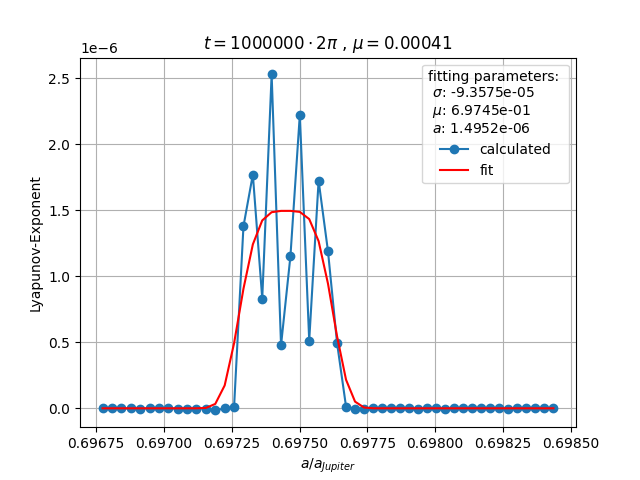 t = 1000000 · 2π , μ = 0.00041
1e−6
fitting parameters:
σ: -9.3575e-05
μ: 6.9745e-01
a: 1.4952e-06
calculated
fit
2.5
2.0
1.5
1.0
0.5
0.0
Lyapunov-Exponent
0.69675 0.69700 0.69725 0.69750 0.69775 0.69800 0.69825 0.69850
a/a_Jupiter